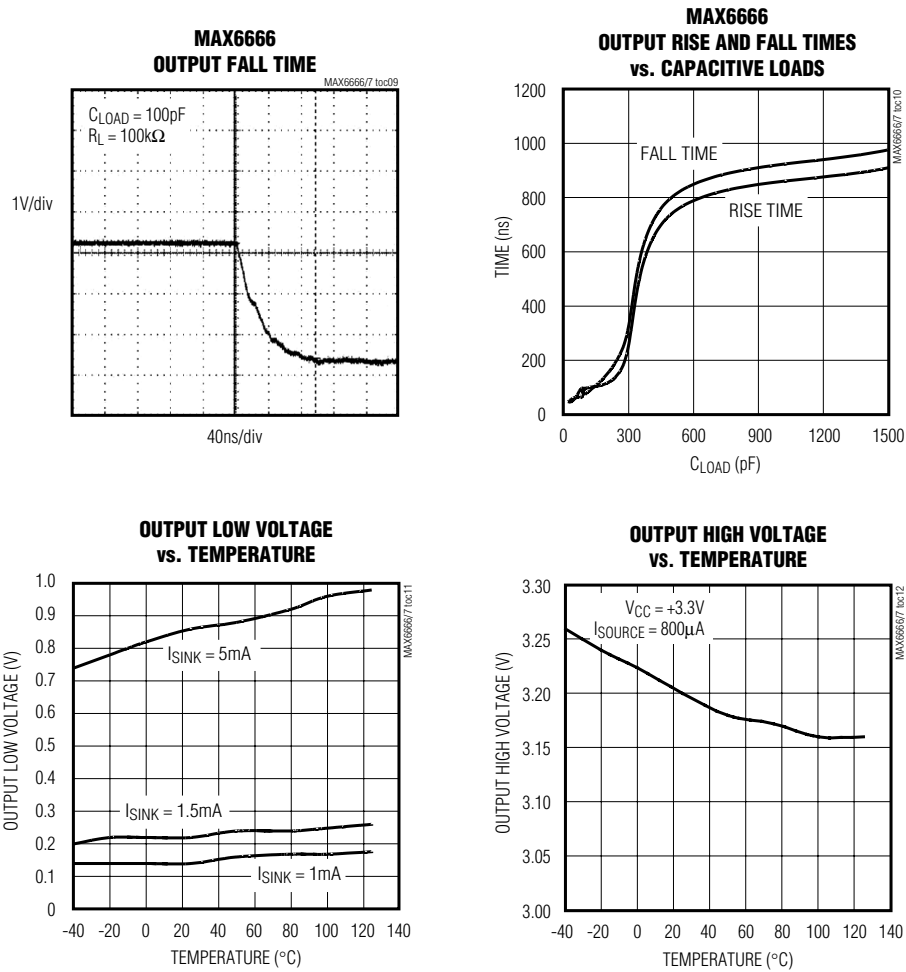 MAX6666
OUTPUT FALL TIME
MAX6666/7 toc09
CLOAD = 100pF
RL = 100kΩ
1V/div
40ns/div
MAX6666
OUTPUT RISE AND FALL TIMES
vs. CAPACITIVE LOADS
MAX6666/7 toc10
1200
1000
800
600
400
200
0
TIME (ns)
FALL TIME
RISE TIME
0 300 600 900 1200 1500
CLOAD (pF)
OUTPUT LOW VOLTAGE
vs. TEMPERATURE
MAX6666/7 toc11
1.0
0.9
0.8
0.7
0.6
0.5
0.4
0.3
0.2
0.1
0
OUTPUT LOW VOLTAGE (V)
ISINK = 5mA
ISINK = 1.5mA
ISINK = 1mA
-40 -20 0 20 40 60 80 100 120 140
TEMPERATURE (°C)
OUTPUT HIGH VOLTAGE
vs. TEMPERATURE
MAX6666/7 toc12
3.30
3.25
3.20
3.15
3.10
3.05
3.00
OUTPUT HIGH VOLTAGE (V)
VCC = +3.3V
ISOURCE = 800µA
-40 -20 0 20 40 60 80 100 120 140
TEMPERATURE (°C)